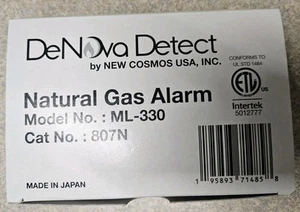 DeNova Detect
by NEW COSMOS USA, INC.
CONFORMS TO
UL STD 1484
ETL
Intertek
5012777
Natural Gas Alarm
Model No. : ML-330
Cat No. : 807N
MADE IN JAPAN
1 95893 71485 8